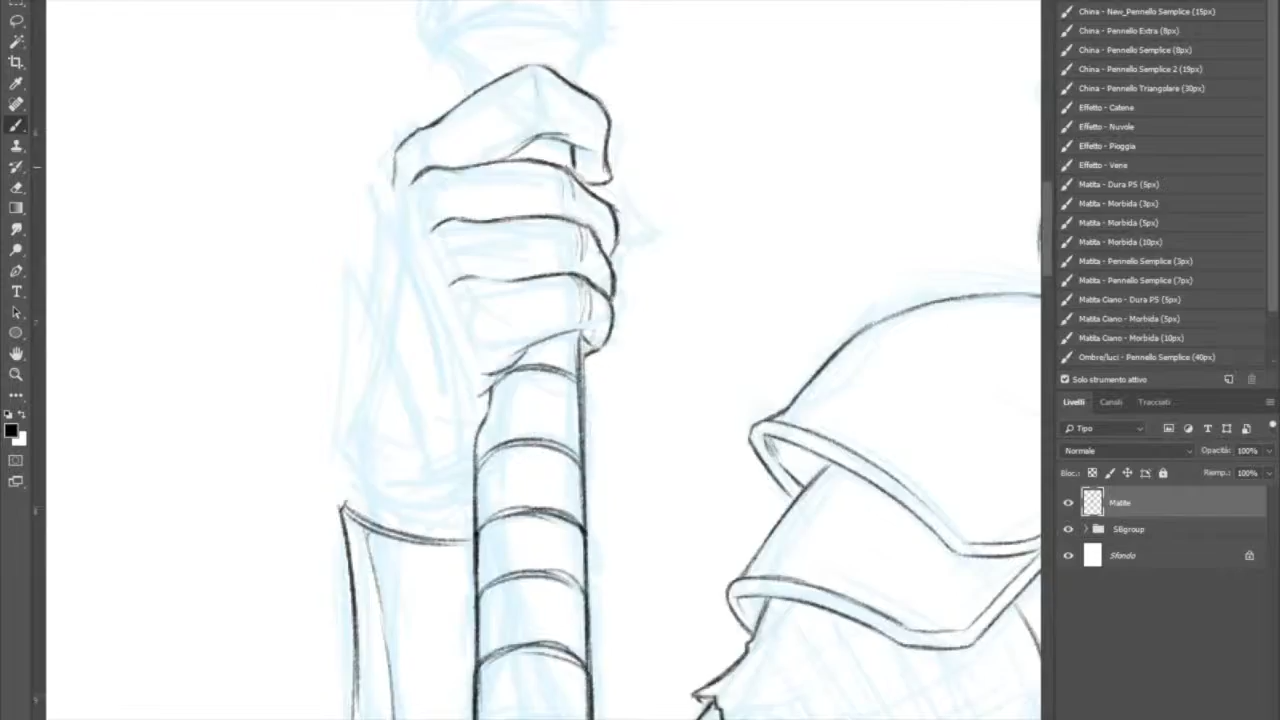 China - New_Pennello Semplice (15px)
China - Pennello Extra (8px)
China - Pennello Semplice (8px)
China - Pennello Semplice 2 (19px)
China - Pennello Triangolare (30px)
Effetto - Catene
Effetto - Nuvole
Effetto - Pioggia
Effetto - Vene
Matita - Dura PS (5px)
Matita - Morbida (3px)
Matita - Morbida (5px)
Matita - Morbida (10px)
Matita - Pennello Semplice (3px)
Matita - Pennello Semplice (7px)
Matita Ciano - Dura PS (5px)
Matita Ciano - Morbida (5px)
Matita Ciano - Morbida (10px)
Ombre/luci - Pennello Semplice (40px)
Solo strumento attivo
Livelli Canali Tracciati
Tipo
Normale Opacità: 100%
Bloc.: Riemp.: 100%
Matite
SBgroup
Sfondo